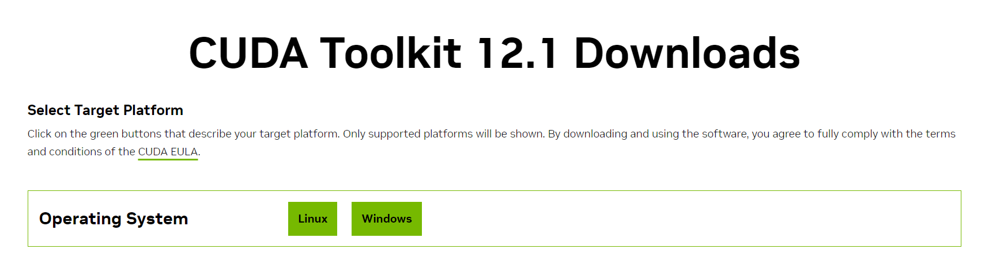 CUDA Toolkit 12.1 Downloads
Select Target Platform
Click on the green buttons that describe your target platform. Only supported platforms will be shown. By downloading and using the software, you agree to fully comply with the terms
and conditions of the CUDA EULA.
Operating System
Linux
Windows